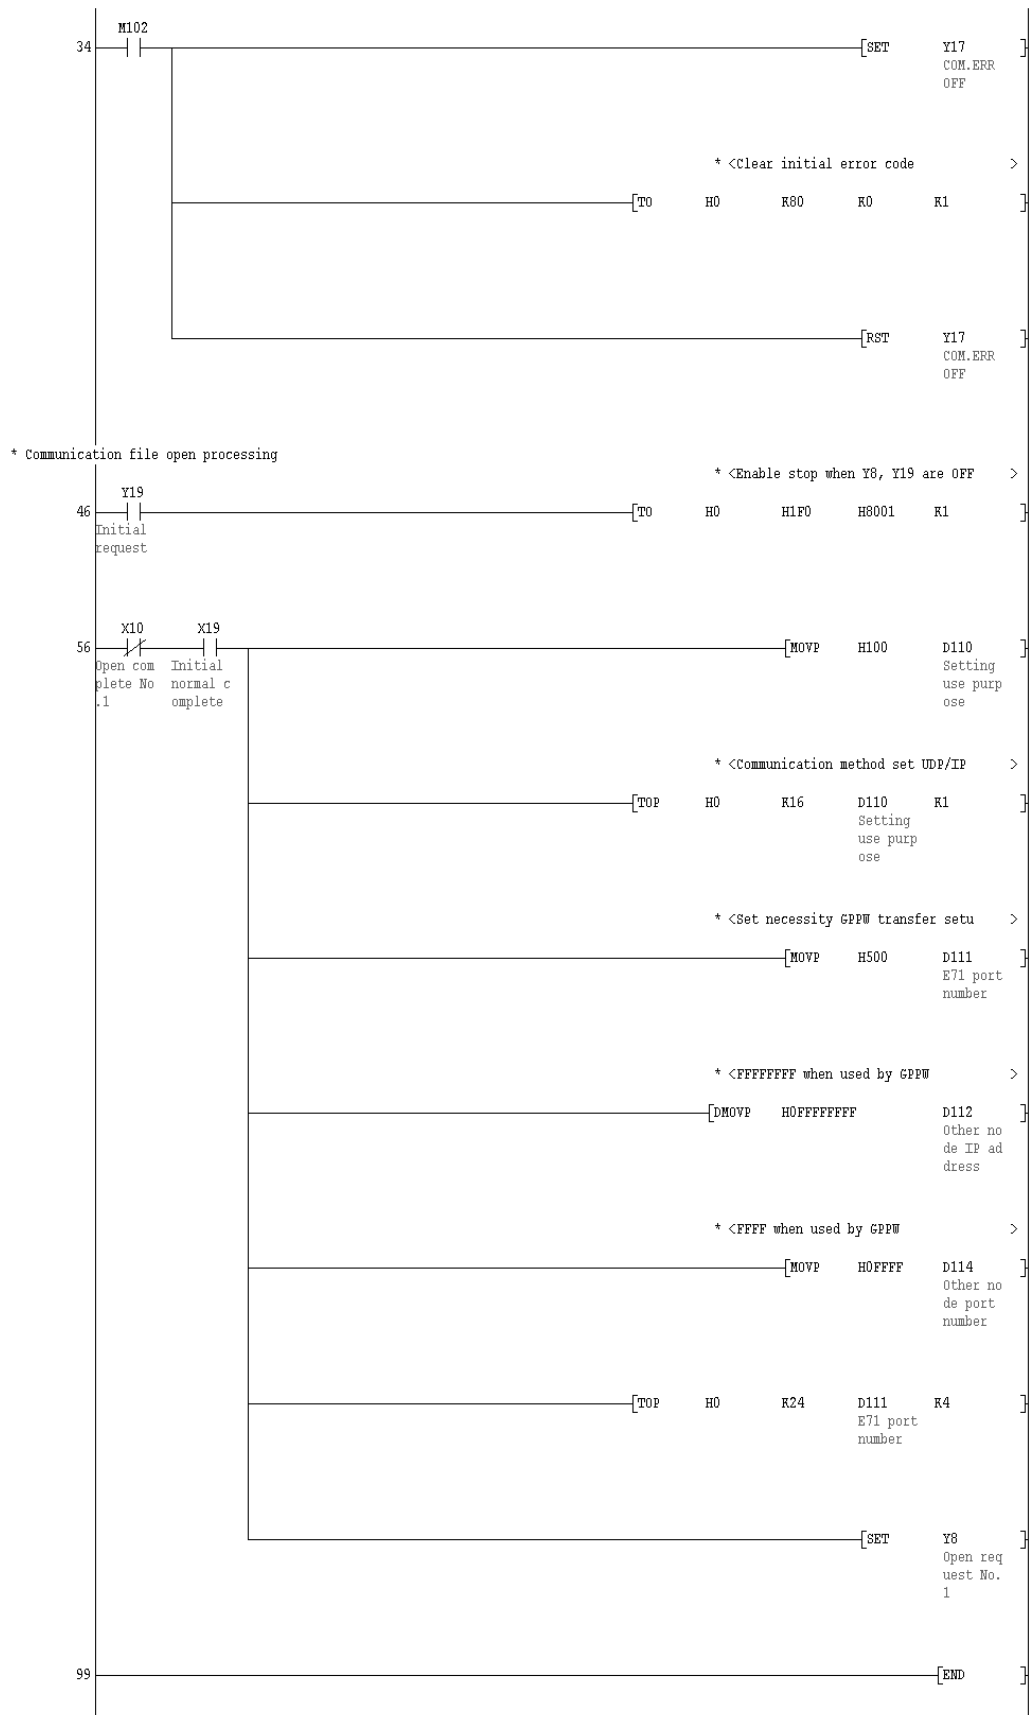 M102
34 [SET Y17 ]
COM.ERR
OFF
* <Clear initial error code >
[TO H0 K80 K0 K1 ]
[RST Y17 ]
COM.ERR
OFF
* Communication file open processing
* <Enable stop when Y8, Y19 are OFF >
Y19
46 [TO H0 H1F0 H8001 K1 ]
Initial
request
X10 X19
56 [MOVP H100 D110 ]
Open com Initial Setting
plete No normal c use purp
.1 omplete ose
* <Communication method set UDP/IP >
[TOP H0 K16 D110 K1 ]
Setting
use purp
ose
* <Set necessity GPPW transfer setu >
[MOVP H500 D111 ]
E71 port
number
* <FFFFFFFF when used by GPPW >
[DMOVP H0FFFFFFFF D112 ]
Other no
de IP ad
dress
* <FFFF when used by GPPW >
[MOVP H0FFFF D114 ]
Other no
de port
number
[TOP H0 K24 D111 K4 ]
E71 port
number
[SET Y8 ]
Open req
uest No.
1
99 [END ]